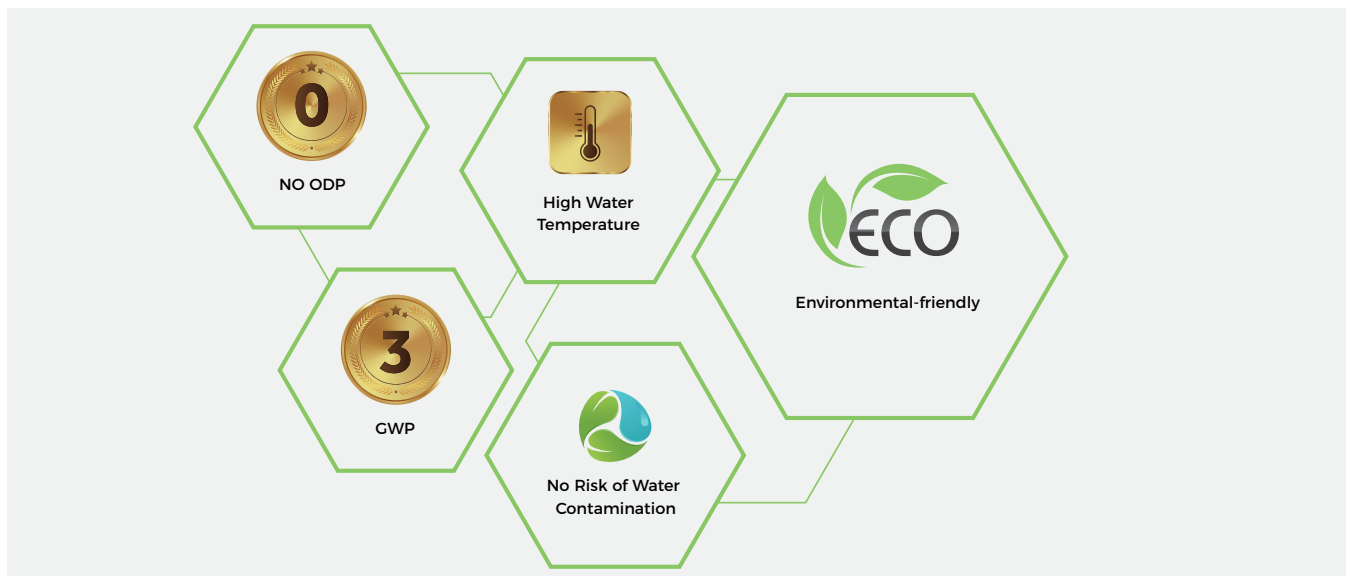 0
NO ODP
High Water
Temperature
ECO
Environmental-friendly
3
GWP
No Risk of Water
Contamination